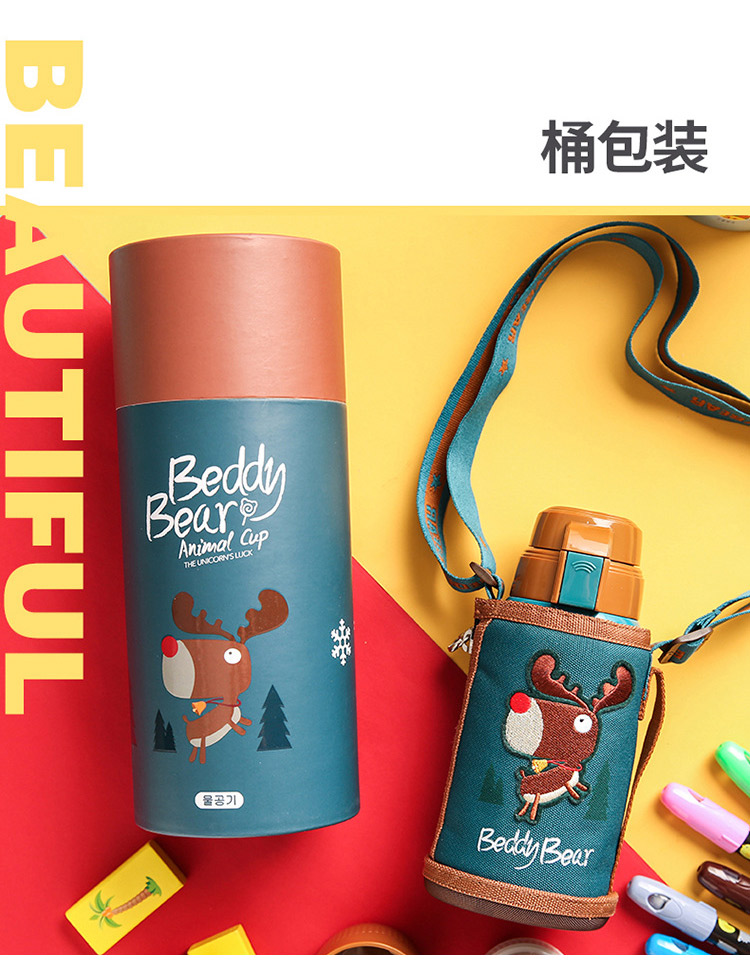 桶包装
BEAUTIFUL
Beddy
Bear
Animal Cup
THE UNICORN'S LUCK
물공기
Beddy Bear